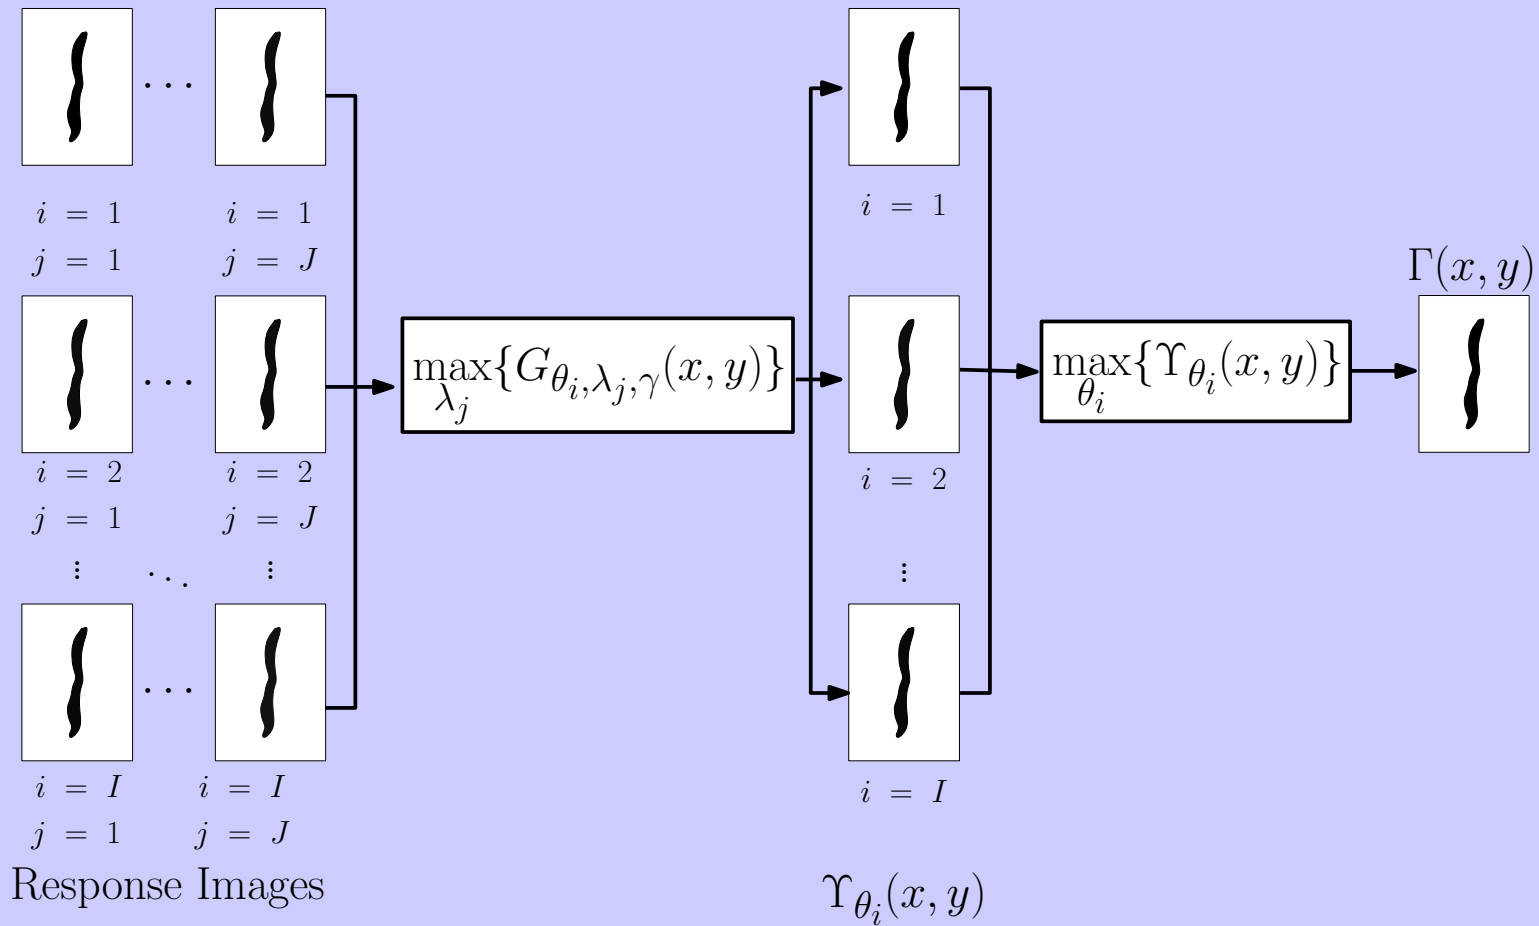 · · ·
i = 1 i = 1
j = 1 j = J
· · ·
i = 2 i = 2
j = 1 j = J
⋮ ⋱ ⋮
· · ·
i = I i = I
j = 1 j = J
Response Images
max{G_{θ_i,λ_j,γ}(x, y)}
λ_j
i = 1
i = 2
⋮
i = I
ϒ_{θ_i}(x, y)
max{ϒ_{θ_i}(x, y)}
θ_i
Γ(x, y)